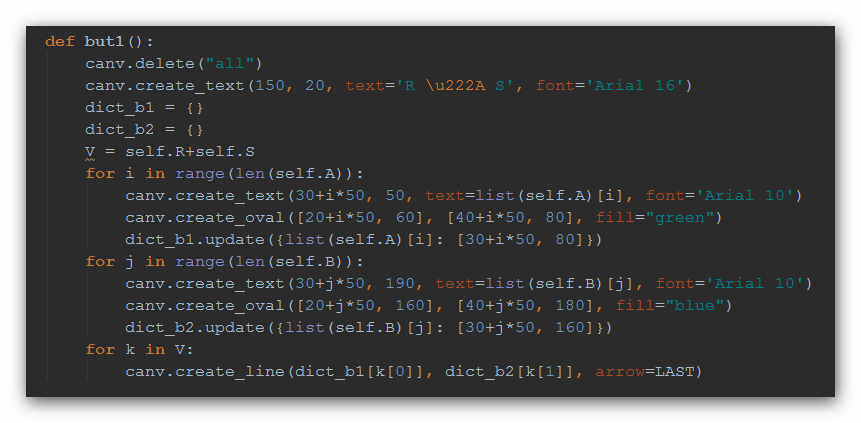 def but1():
    canv.delete("all")
    canv.create_text(150, 20, text='R \u222A S', font='Arial 16')
    dict_b1 = {}
    dict_b2 = {}
    V = self.R+self.S
    for i in range(len(self.A)):
        canv.create_text(30+i*50, 50, text=list(self.A)[i], font='Arial 10')
        canv.create_oval([20+i*50, 60], [40+i*50, 80], fill="green")
        dict_b1.update({list(self.A)[i]: [30+i*50, 80]})
    for j in range(len(self.B)):
        canv.create_text(30+j*50, 190, text=list(self.B)[j], font='Arial 10')
        canv.create_oval([20+j*50, 160], [40+j*50, 180], fill="blue")
        dict_b2.update({list(self.B)[j]: [30+j*50, 160]})
    for k in V:
        canv.create_line(dict_b1[k[0]], dict_b2[k[1]], arrow=LAST)